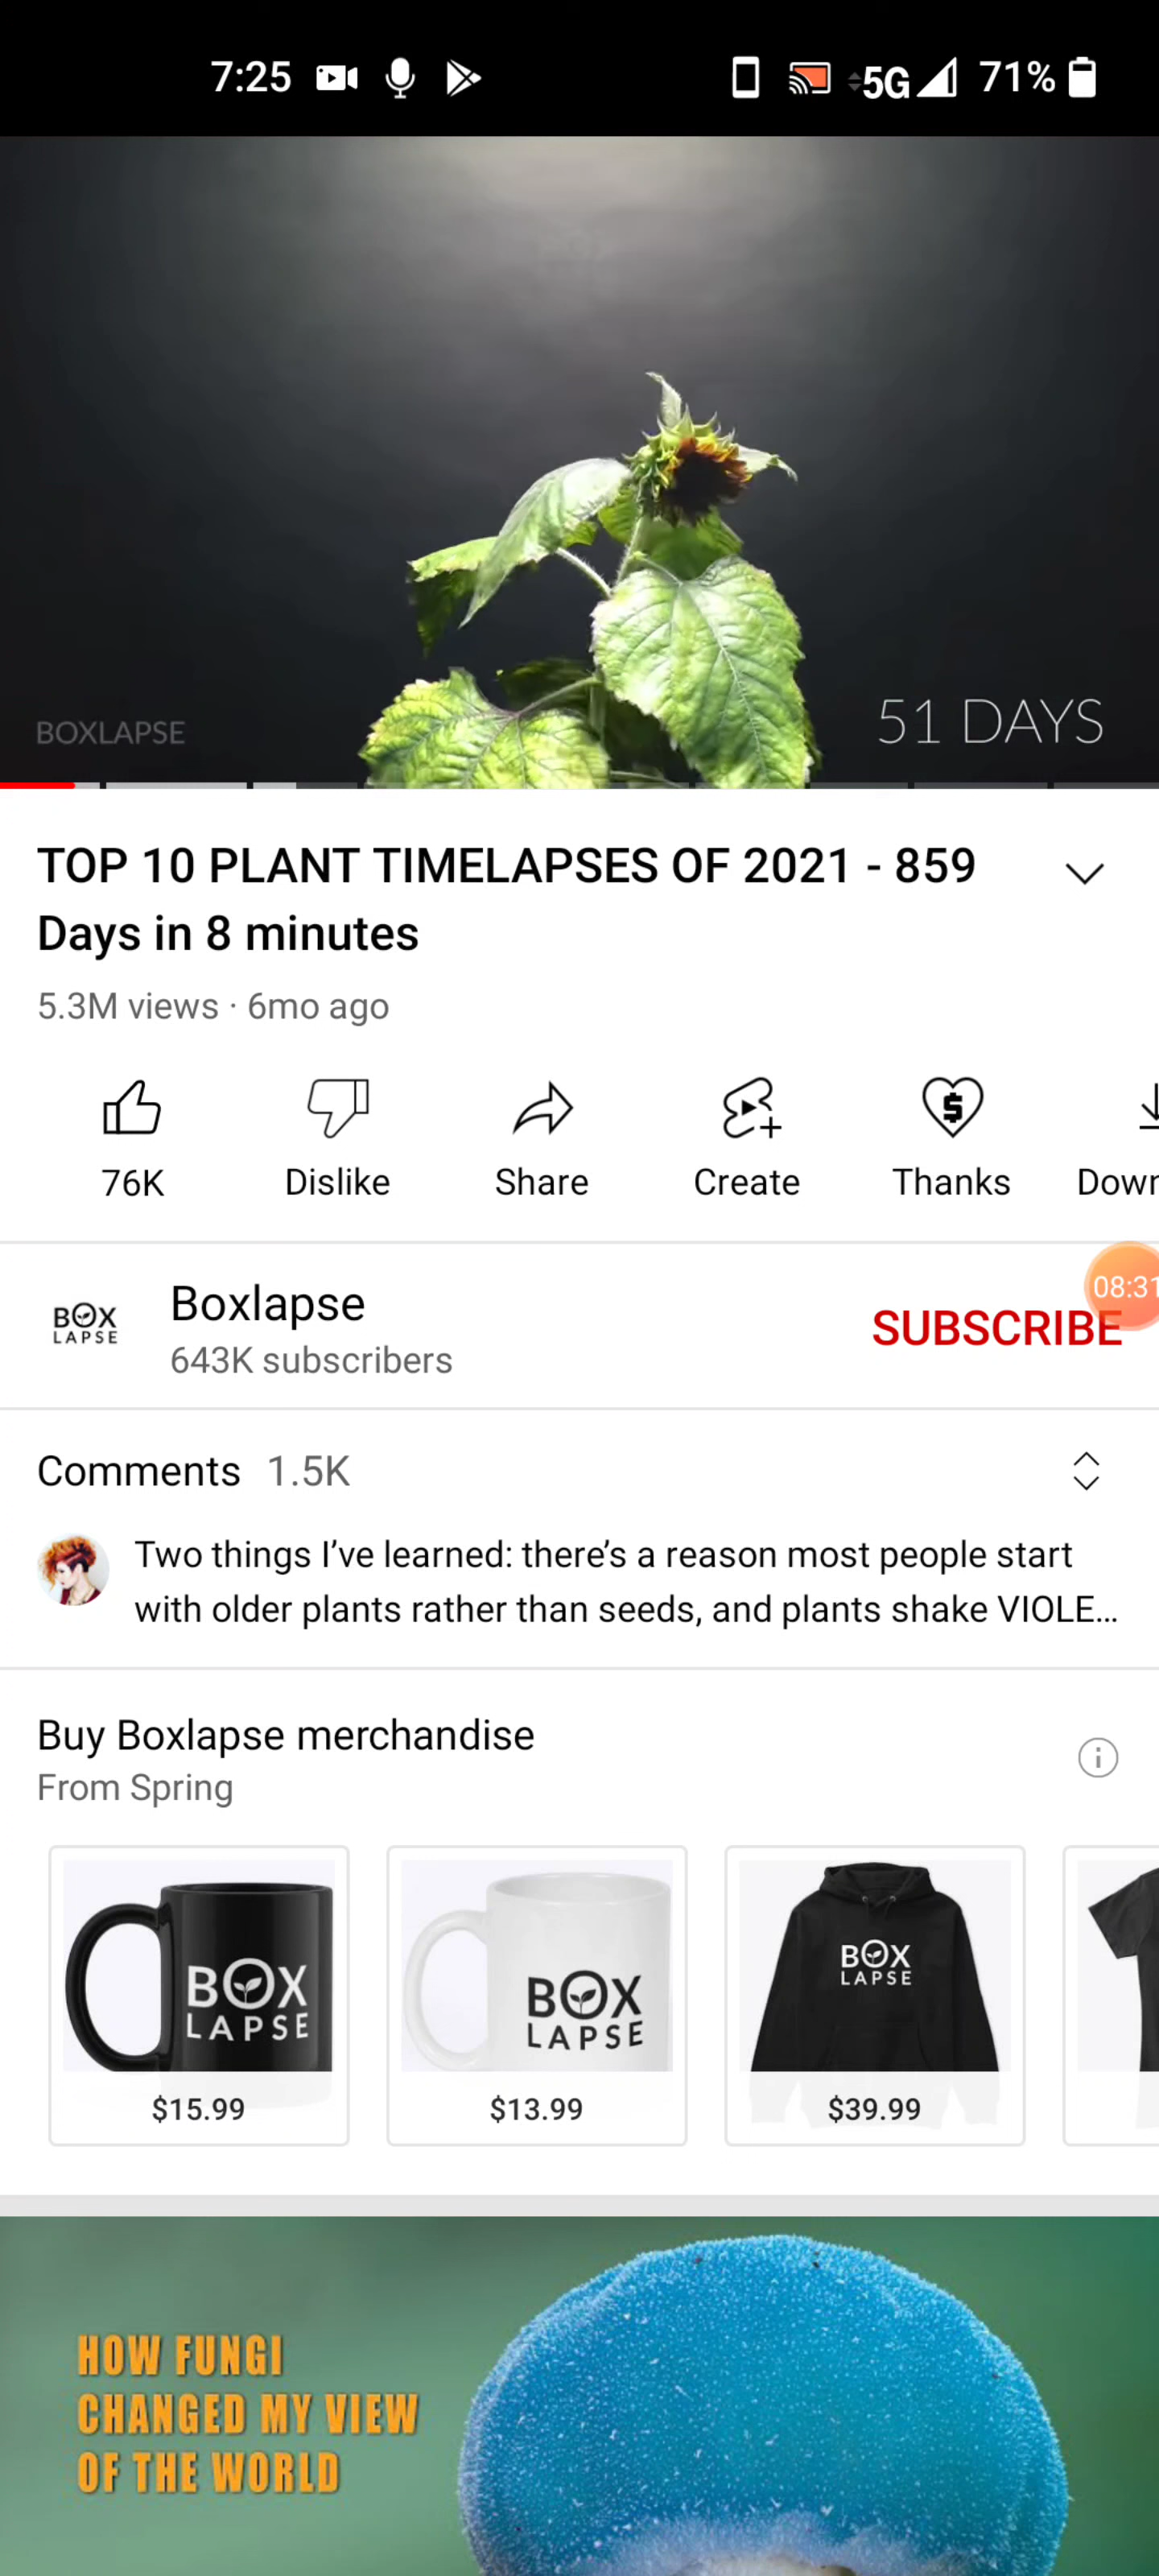 7:25 5G 71%
BOXLAPSE
51 DAYS
TOP 10 PLANT TIMELAPSES OF 2021 - 859
Days in 8 minutes
5.3M views · 6mo ago
76K Dislike Share Create Thanks
BOX
LAPSE
Boxlapse
643K subscribers
SUBSCRIBE
08:31
Comments 1.5K
Two things I’ve learned: there’s a reason most people start
with older plants rather than seeds, and plants shake VIOLE...
Buy Boxlapse merchandise
From Spring
BOX
LAPSE
$15.99
BOX
LAPSE
$13.99
BOX
LAPSE
$39.99
HOW FUNGI
CHANGED MY VIEW
OF THE WORLD